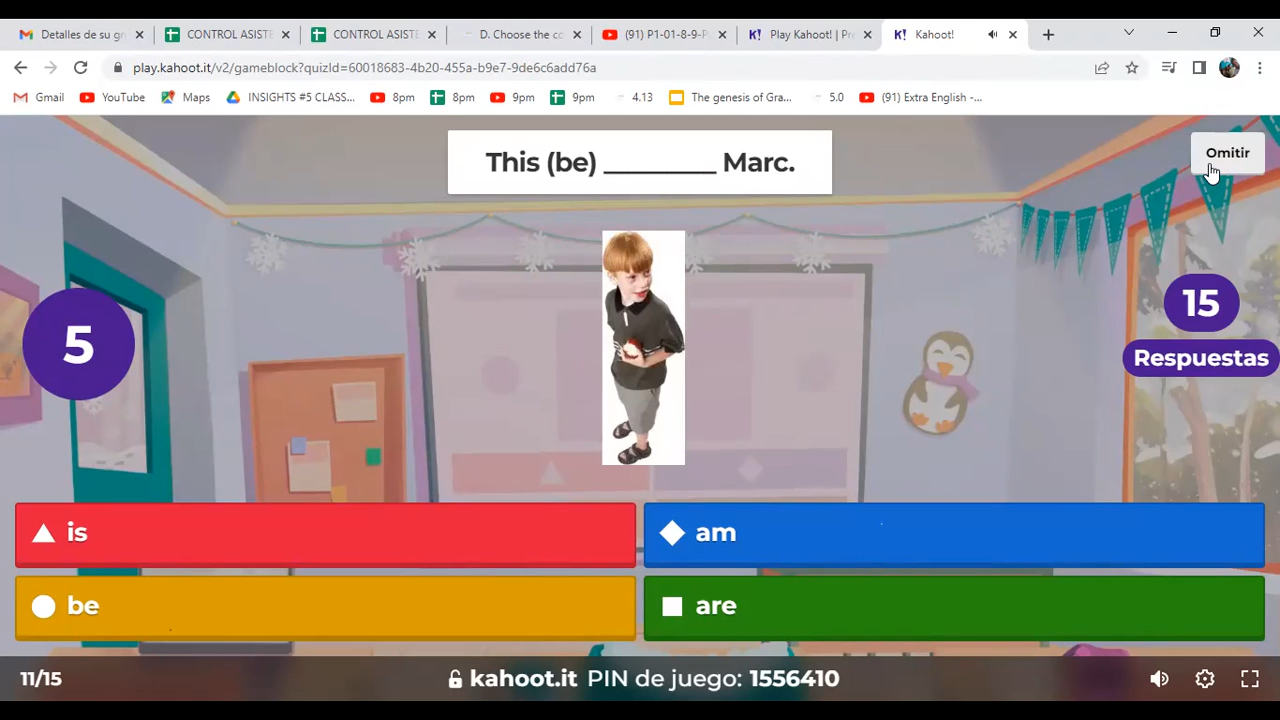 Detalles de su gr
CONTROL ASISTE
CONTROL ASISTE
D. Choose the co
(91) P1-01-8-9-P
K! Play Kahoot! | Pre
K! Kahoot!
play.kahoot.it/v2/gameblock?quizId=60018683-4b20-455a-b9e7-9de6c6add76a
Gmail
YouTube
Maps
INSIGHTS #5 CLASS...
8pm
8pm
9pm
9pm
4.13
The genesis of Gra...
5.0
(91) Extra English -...
This (be) _________ Marc.
Omitir
5
15
Respuestas
is
am
be
are
11/15
kahoot.it PIN de juego: 1556410